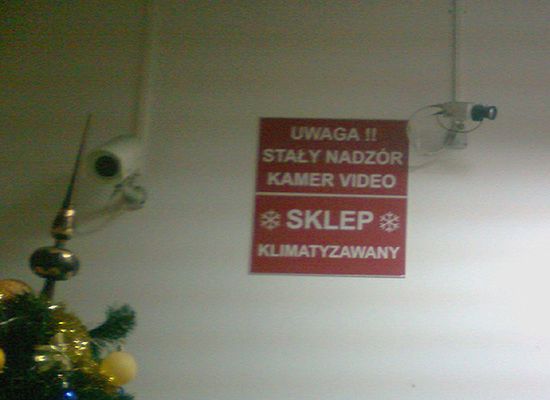 UWAGA !!
STAŁY NADZÓR
KAMER VIDEO
SKLEP
KLIMATYZAWANY